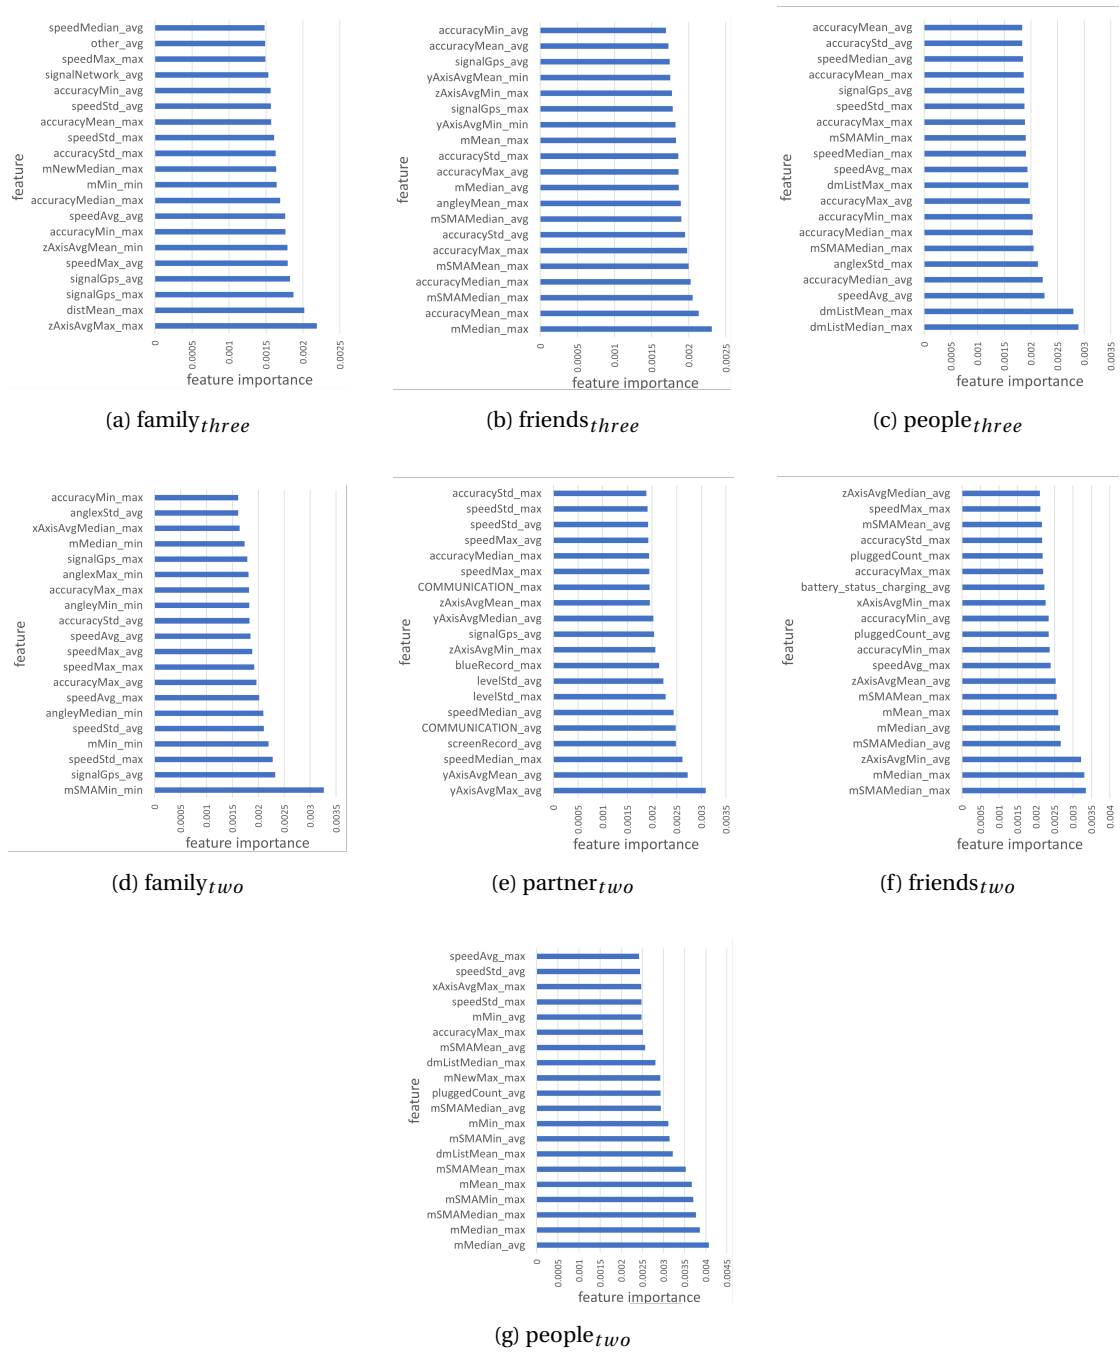 speedMedian_avg
other_avg
speedMax_max
signalNetwork_avg
accuracyMin_avg
speedStd_avg
accuracyMean_max
speedStd_max
accuracyStd_max
mNewMedian_max
mMin_min
accuracyMedian_max
speedAvg_avg
accuracyMin_max
zAxisAvgMean_min
speedMax_avg
signalGps_avg
signalGps_max
distMean_max
zAxisAvgMax_max
feature
0
0.0005
0.001
0.0015
0.002
0.0025
feature importance
(a) family three
accuracyMin_avg
accuracyMean_avg
signalGps_avg
yAxisAvgMean_min
zAxisAvgMin_max
signalGps_max
yAxisAvgMin_min
mMean_max
accuracyStd_max
accuracyMax_avg
mMedian_avg
angleyMean_max
mSMAMedian_avg
accuracyStd_avg
accuracyMax_max
mSMAMean_max
accuracyMedian_max
mSMAMedian_max
accuracyMean_max
mMedian_max
feature
0
0.0005
0.001
0.0015
0.002
0.0025
feature importance
(b) friends three
accuracyMean_avg
accuracyStd_avg
speedMedian_avg
accuracyMean_max
signalGps_avg
speedStd_max
accuracyMax_max
mSMAMin_max
speedMedian_max
speedAvg_max
dmListMax_max
accuracyMax_avg
accuracyMin_max
accuracyMedian_max
mSMAMedian_max
anglexStd_max
accuracyMedian_avg
speedAvg_avg
dmListMean_max
dmListMedian_max
feature
0
0.0005
0.001
0.0015
0.002
0.0025
0.003
0.0035
feature importance
(c) people three
accuracyMin_max
anglexStd_avg
xAxisAvgMedian_max
mMedian_min
signalGps_max
anglexMax_min
accuracyMax_max
angleyMin_min
accuracyStd_avg
speedAvg_avg
speedMax_avg
speedMax_max
accuracyMax_avg
speedAvg_max
angleyMedian_min
speedStd_avg
mMin_min
speedStd_max
signalGps_avg
mSMAMin_min
feature
0
0.0005
0.001
0.0015
0.002
0.0025
0.003
0.0035
feature importance
(d) family two
accuracyStd_max
speedStd_max
speedStd_avg
speedMax_avg
accuracyMedian_max
speedMax_max
COMMUNICATION_max
zAxisAvgMean_max
yAxisAvgMedian_avg
signalGps_avg
zAxisAvgMin_max
blueRecord_max
levelStd_avg
levelStd_max
speedMedian_avg
COMMUNICATION_avg
screenRecord_avg
speedMedian_max
yAxisAvgMean_avg
yAxisAvgMax_avg
feature
0
0.0005
0.001
0.0015
0.002
0.0025
0.003
0.0035
feature importance
(e) partner two
zAxisAvgMedian_avg
speedMax_max
mSMAMean_avg
accuracyStd_max
pluggedCount_max
accuracyMax_max
battery_status_charging_avg
xAxisAvgMin_max
accuracyMin_avg
pluggedCount_avg
accuracyMin_max
speedAvg_max
zAxisAvgMean_avg
mSMAMean_max
mMean_max
mMedian_avg
mSMAMedian_avg
zAxisAvgMin_avg
mMedian_max
mSMAMedian_max
feature
0
0.0005
0.001
0.0015
0.002
0.0025
0.003
0.0035
0.004
feature importance
(f) friends two
speedAvg_max
speedStd_avg
xAxisAvgMax_max
speedStd_max
mMin_avg
accuracyMax_max
mSMAMean_avg
dmListMedian_max
mNewMax_max
pluggedCount_avg
mSMAMedian_avg
mMin_max
mSMAMin_avg
dmListMean_max
mSMAMean_max
mMean_max
mSMAMin_max
mSMAMedian_max
mMedian_max
mMedian_avg
feature
0
0.0005
0.001
0.0015
0.002
0.0025
0.003
0.0035
0.004
0.0045
feature importance
(g) people two